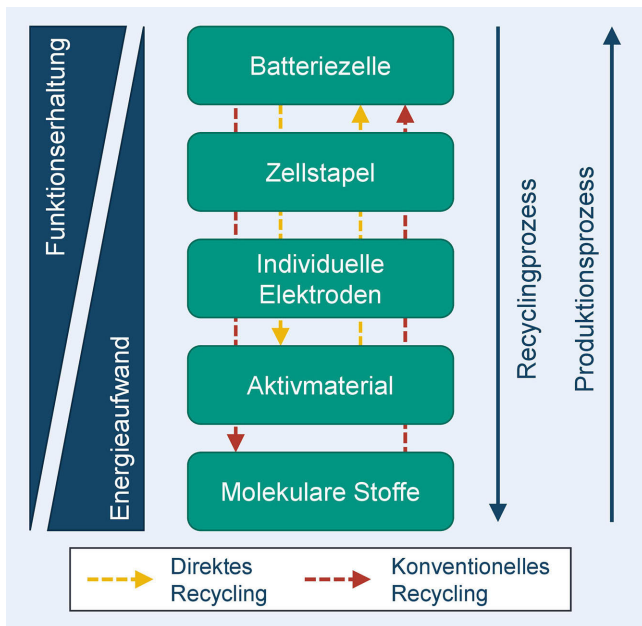 Funktionserhaltung
Energieaufwand
Batteriezelle
Zellstapel
Individuelle
Elektroden
Aktivmaterial
Molekulare Stoffe
Recyclingprozess
Produktionsprozess
Direktes
Recycling
Konventionelles
Recycling